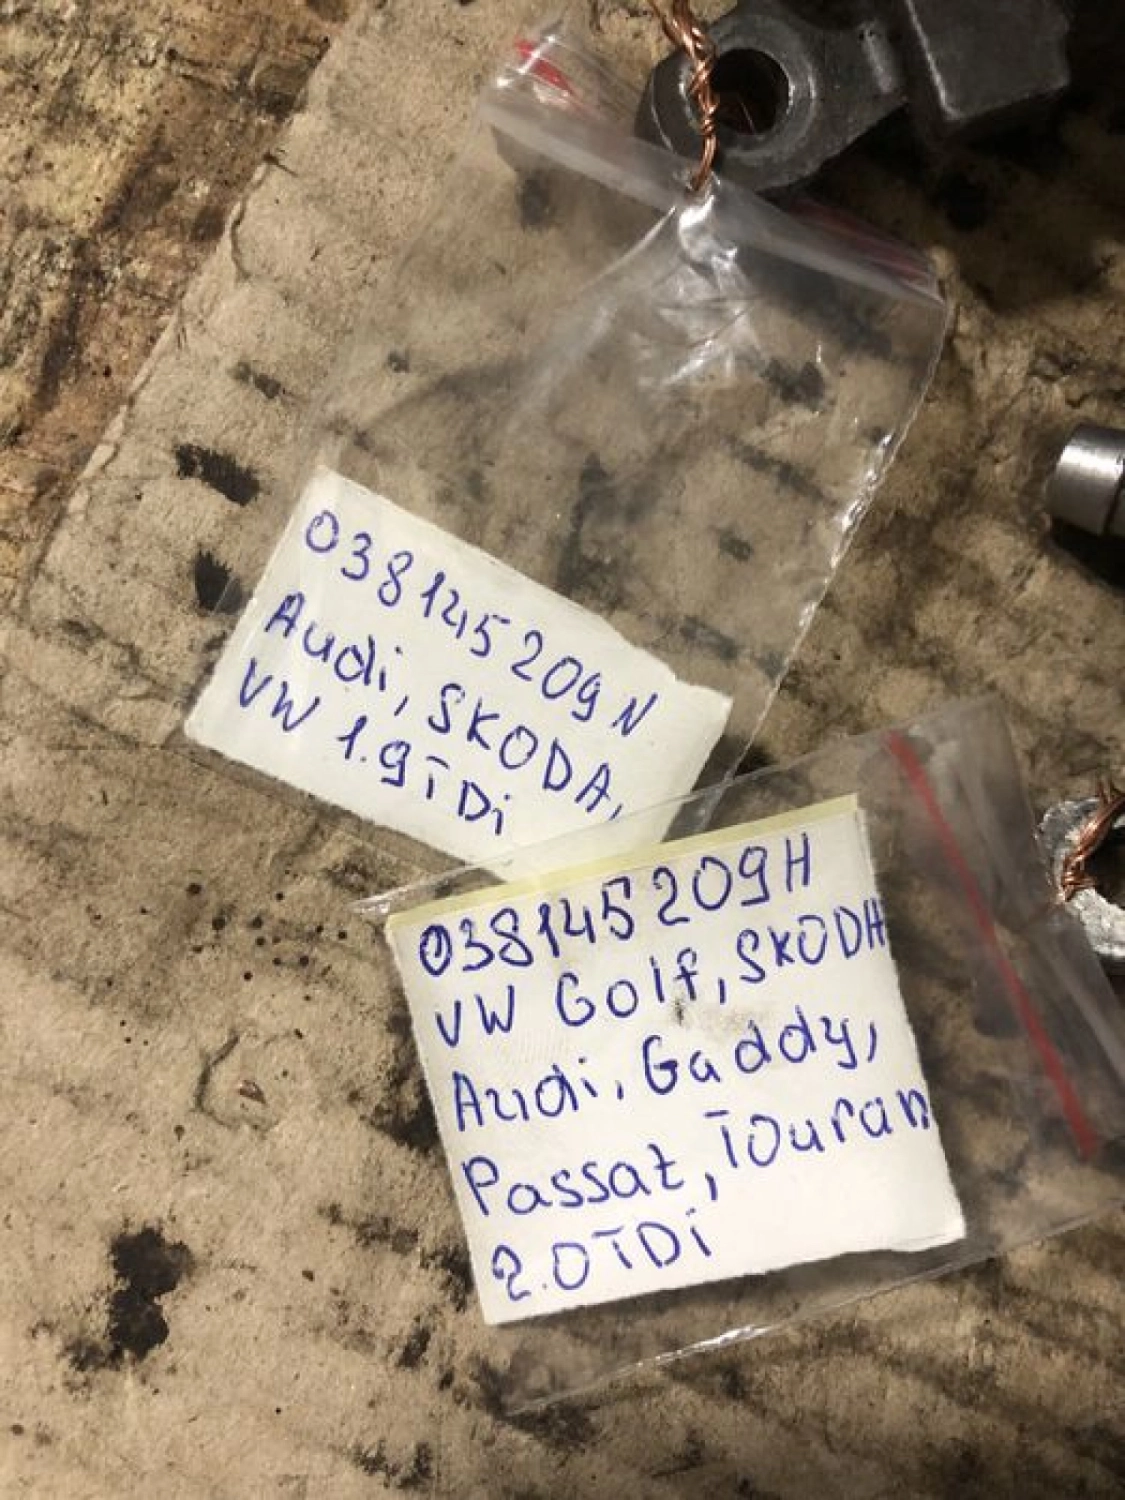 038145209N
Audi, SKODA,
VW 1.9TDi
038145209H
VW Golf, SKODA
Audi, Gaddy,
Passat, Touran
2.0TDi